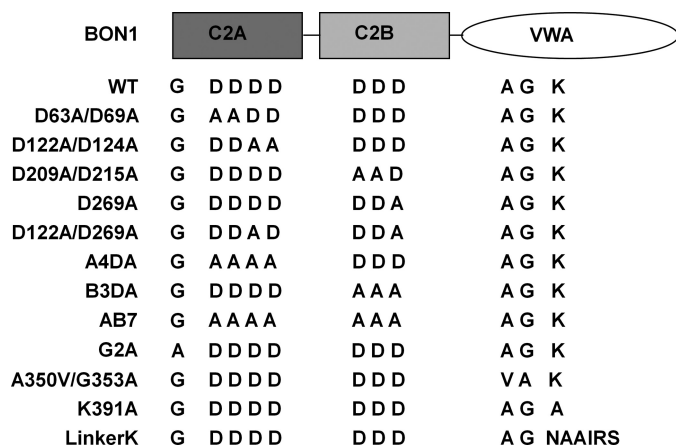 BON1 C2A C2B VWA
WT G D D D D D D D A G K
D63A/D69A G A A D D D D D A G K
D122A/D124A G D D A A D D D A G K
D209A/D215A G D D D D A A D A G K
D269A G D D D D D D A A G K
D122A/D269A G D D A D D D A A G K
A4DA G A A A A D D D A G K
B3DA G D D D D A A A A G K
AB7 G A A A A A A A A G K
G2A A D D D D D D D A G K
A350V/G353A G D D D D D D D V A K
K391A G D D D D D D D A G A
LinkerK G D D D D D D D A G NAAIRS